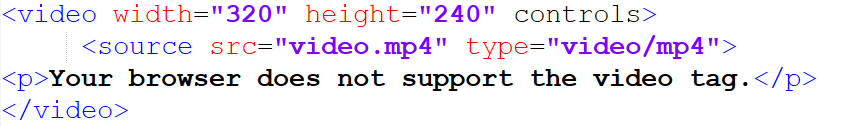 <video width="320" height="240" controls>
<source src="video.mp4" type="video/mp4">
<p>Your browser does not support the video tag.</p>
</video>